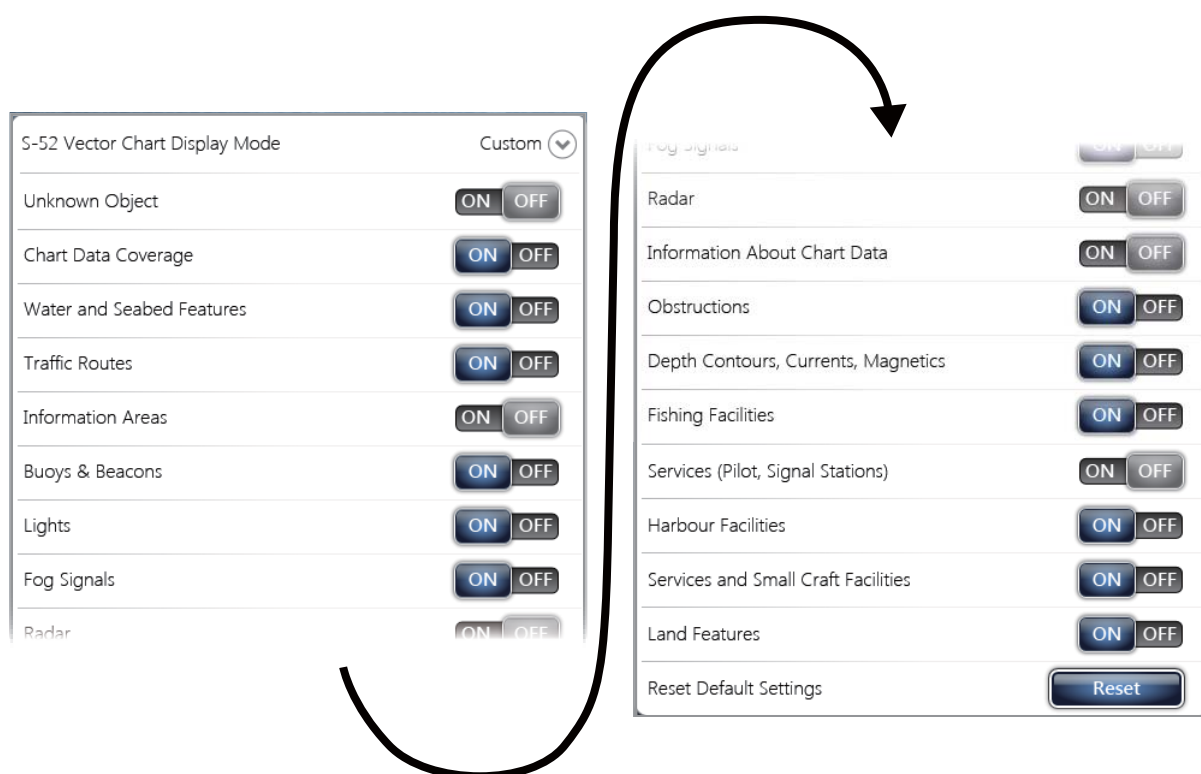 S-52 Vector Chart Display Mode Custom
Unknown Object ON OFF
Chart Data Coverage ON OFF
Water and Seabed Features ON OFF
Traffic Routes ON OFF
Information Areas ON OFF
Buoys & Beacons ON OFF
Lights ON OFF
Fog Signals ON OFF
Radar ON OFF
Fog Signals ON OFF
Radar ON OFF
Information About Chart Data ON OFF
Obstructions ON OFF
Depth Contours, Currents, Magnetics ON OFF
Fishing Facilities ON OFF
Services (Pilot, Signal Stations) ON OFF
Harbour Facilities ON OFF
Services and Small Craft Facilities ON OFF
Land Features ON OFF
Reset Default Settings Reset